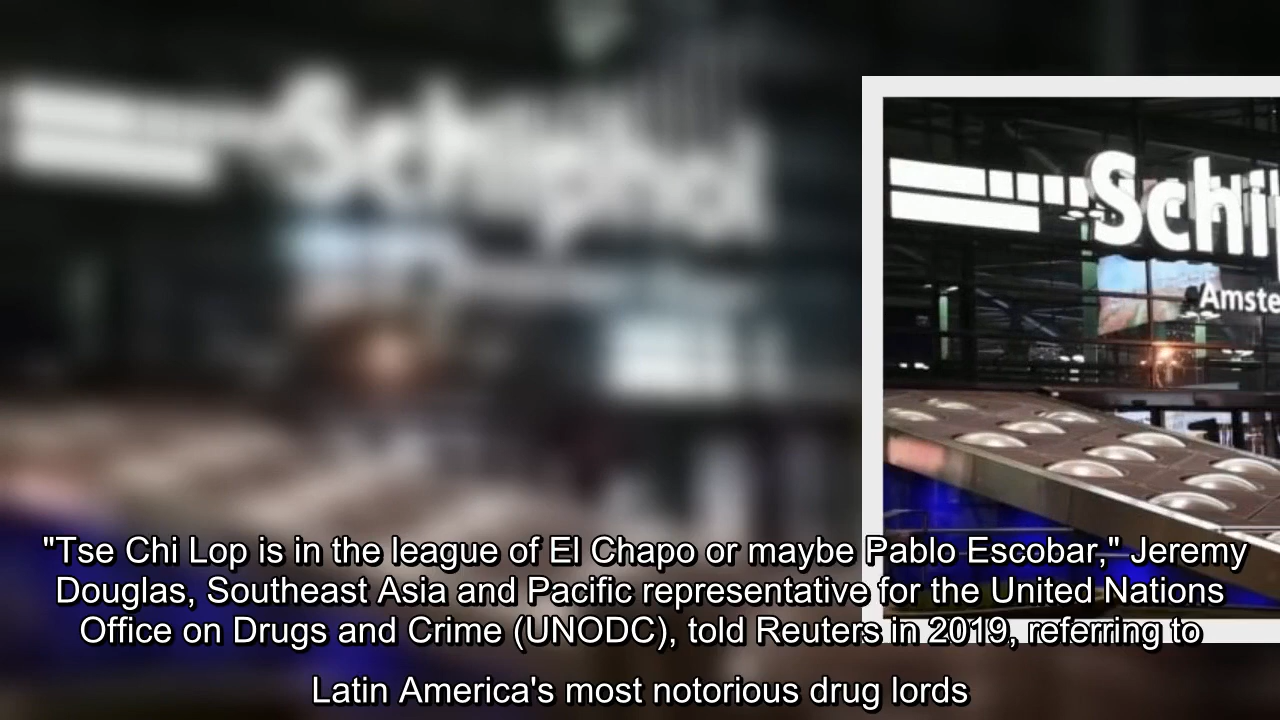 Schiphol
Schi
Amste
"Tse Chi Lop is in the league of El Chapo or maybe Pablo Escobar," Jeremy
Douglas, Southeast Asia and Pacific representative for the United Nations
Office on Drugs and Crime (UNODC), told Reuters in 2019, referring to
Latin America's most notorious drug lords